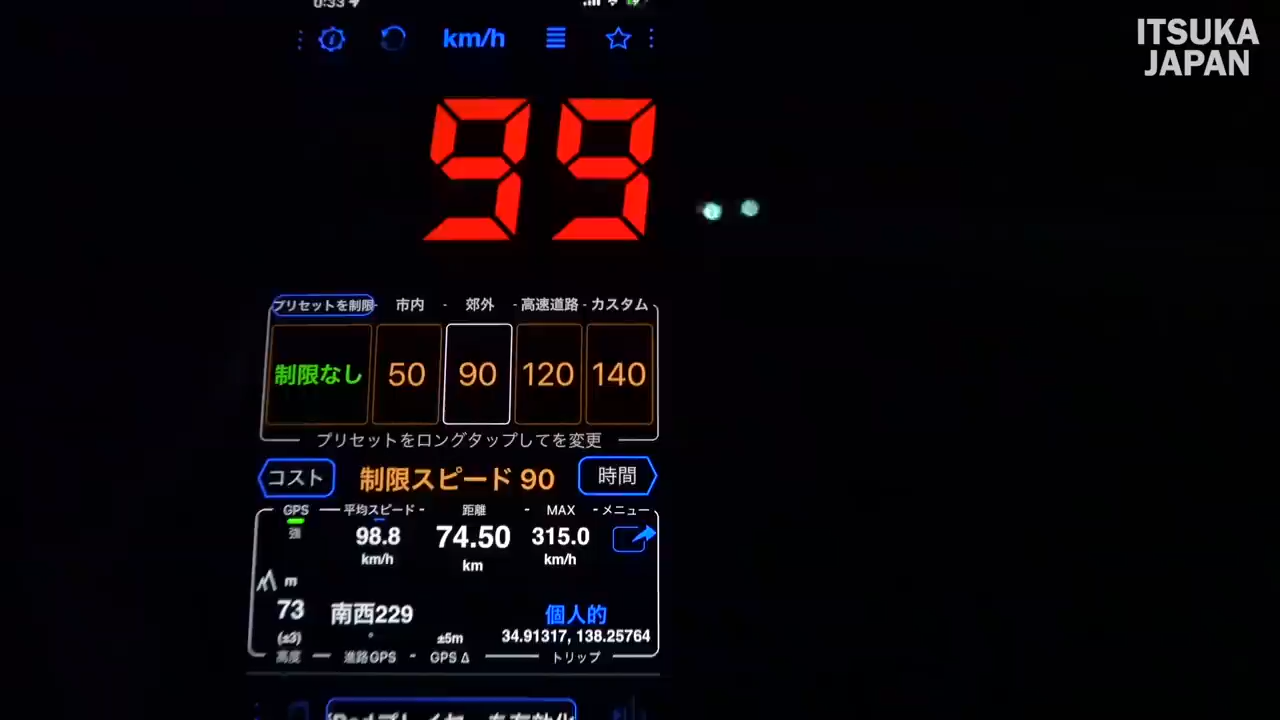 0:33
ITSUKA
JAPAN
km/h
99
プリセットを制限 - 市内 - 郊外 - 高速道路 - カスタム
制限なし 50 90 120 140
プリセットをロングタップしてを変更
コスト 制限スピード 90 時間
GPS 平均スピード - 距離 - MAX - メニュー
強 98.8 74.50 315.0
km/h km km/h
m
73 南西229 個人的
(±3) ° ±5m 34.91317, 138.25764
高度 進路GPS - GPS Δ トリップ